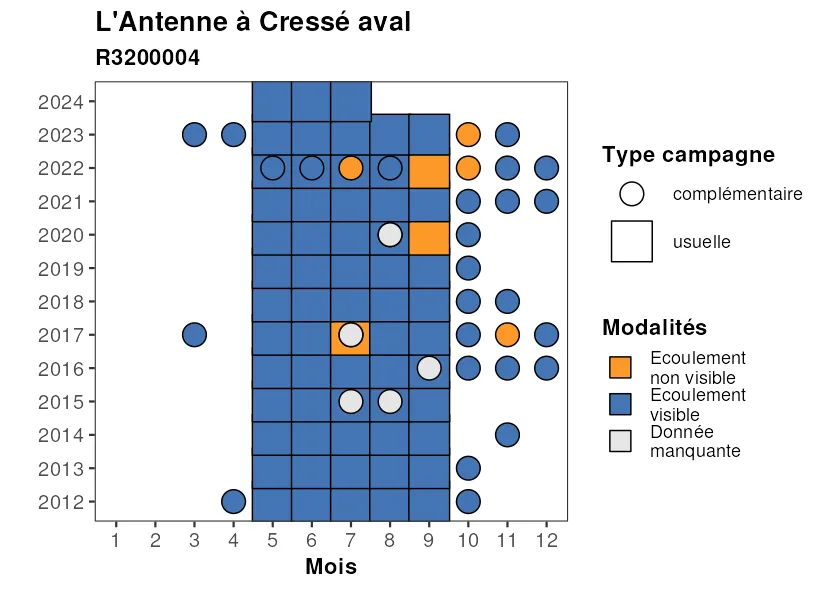 L'Antenne à Cressé aval
R3200004
2024
2023
2022
2021
2020
2019
2018
2017
2016
2015
2014
2013
2012
1 2 3 4 5 6 7 8 9 10 11 12
Mois
Type campagne
complémentaire
usuelle
Modalités
Ecoulement
non visible
Ecoulement
visible
Donnée
manquante